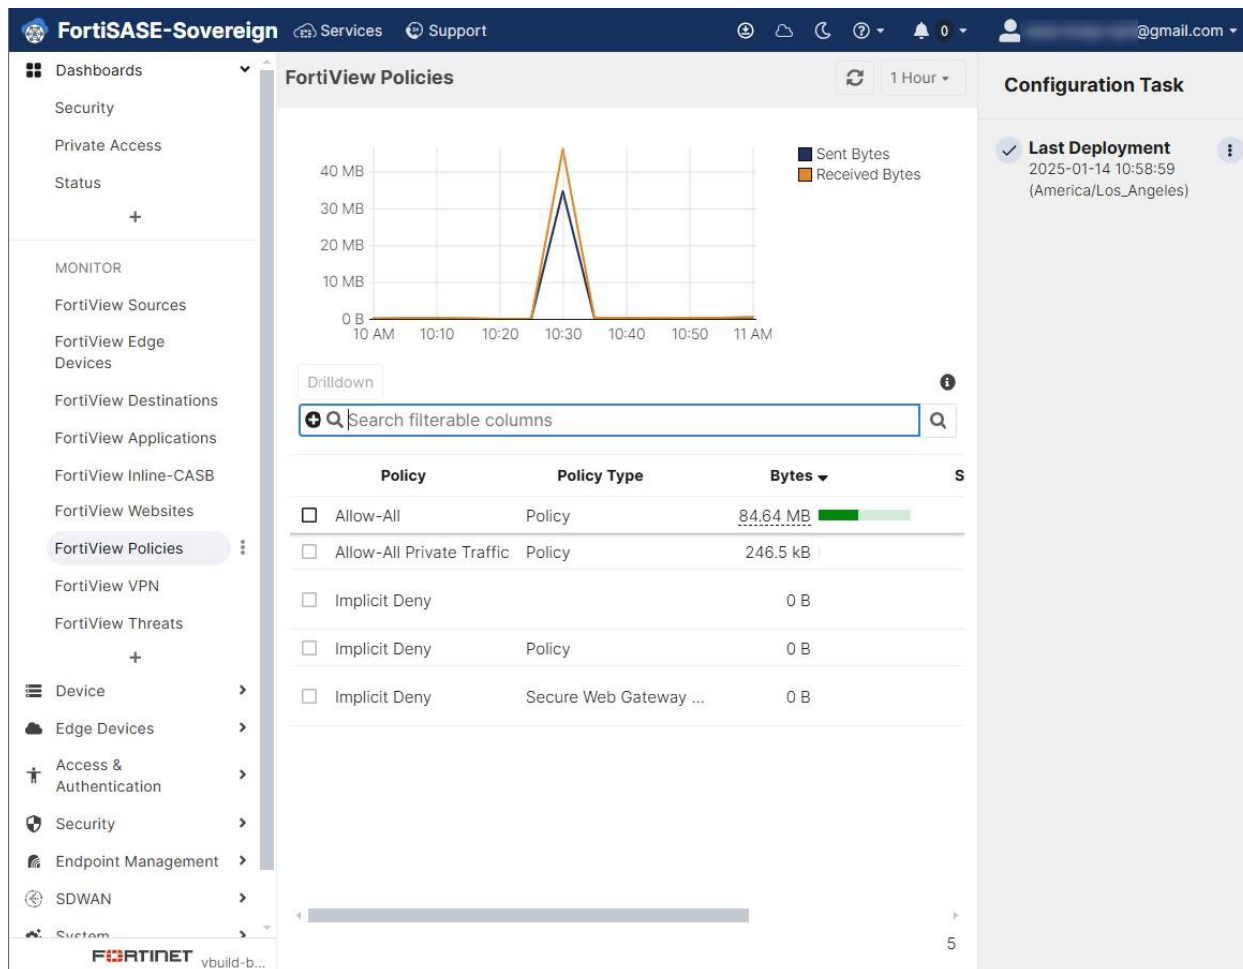 FortiSASE-Sovereign
Services
Support
0
@gmail.com
Dashboards
Security
Private Access
Status
MONITOR
FortiView Sources
FortiView Edge
Devices
FortiView Destinations
FortiView Applications
FortiView Inline-CASB
FortiView Websites
FortiView Policies
FortiView VPN
FortiView Threats
Device
Edge Devices
Access &
Authentication
Security
Endpoint Management
SDWAN
System
FORTINET vbuild-b...
FortiView Policies
1 Hour
40 MB
30 MB
20 MB
10 MB
0 B
10 AM 10:10 10:20 10:30 10:40 10:50 11 AM
Sent Bytes
Received Bytes
Drilldown
Search filterable columns
Policy Policy Type Bytes S
Allow-All Policy 84.64 MB
Allow-All Private Traffic Policy 246.5 kB
Implicit Deny 0 B
Implicit Deny Policy 0 B
Implicit Deny Secure Web Gateway ... 0 B
5
Configuration Task
Last Deployment
2025-01-14 10:58:59
(America/Los_Angeles)